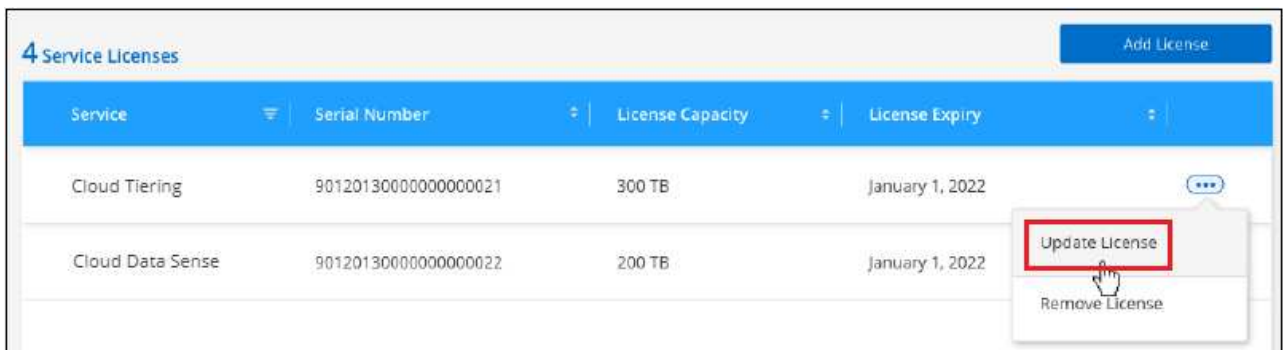 4 Service Licenses
Add License
Service Serial Number License Capacity License Expiry
Cloud Tiering 90120130000000000021 300 TB January 1, 2022
Update License
Cloud Data Sense 90120130000000000022 200 TB January 1, 2022
Remove License